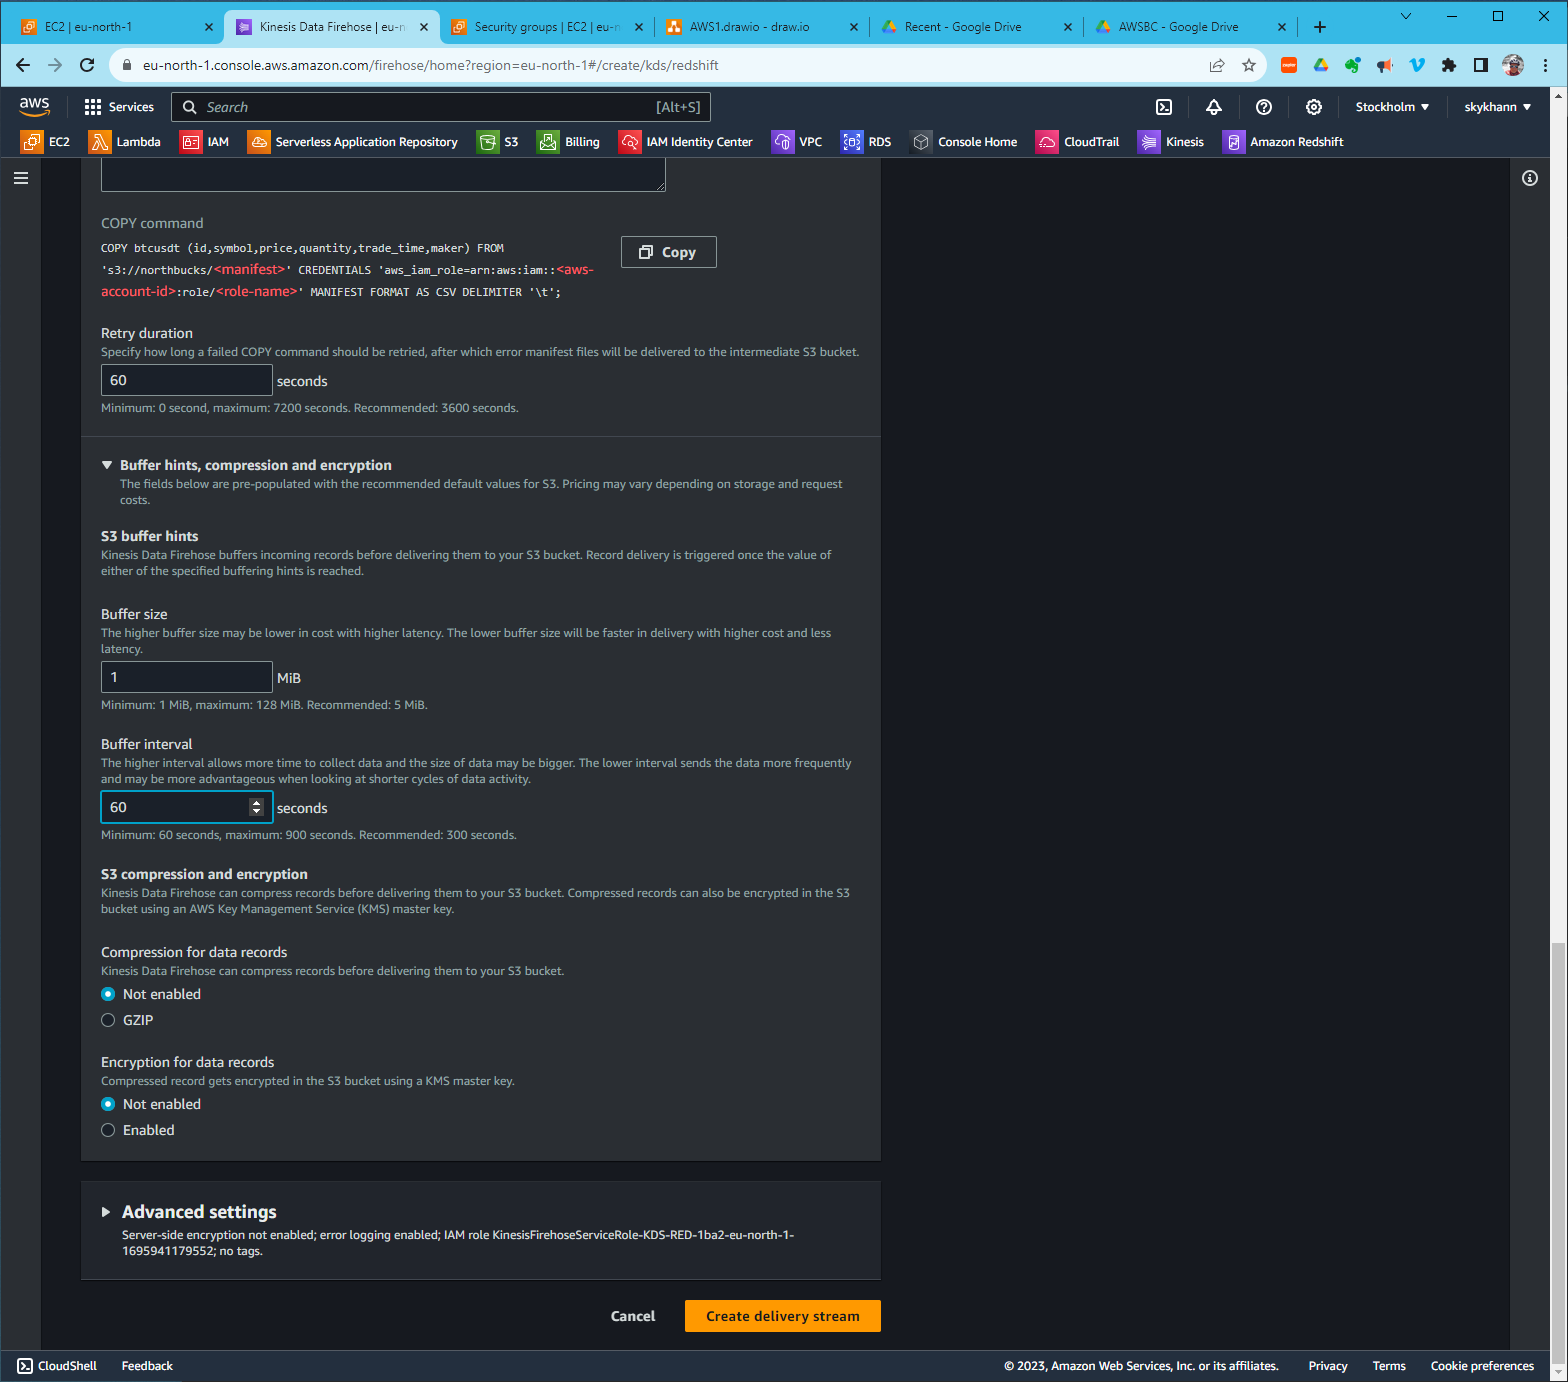 EC2 | eu-north-1
Kinesis Data Firehose | eu-n
Security groups | EC2 | eu-n
AWS1.drawio - draw.io
Recent - Google Drive
AWSBC - Google Drive
eu-north-1.console.aws.amazon.com/firehose/home?region=eu-north-1#/create/kds/redshift
aws
Services
Search
[Alt+S]
Stockholm
skykhann
EC2
Lambda
IAM
Serverless Application Repository
S3
Billing
IAM Identity Center
VPC
RDS
Console Home
CloudTrail
Kinesis
Amazon Redshift
COPY command
COPY btcusdt (id,symbol,price,quantity,trade_time,maker) FROM
's3://northbucks/<manifest>' CREDENTIALS 'aws_iam_role=arn:aws:iam::<aws-
account-id>:role/<role-name>' MANIFEST FORMAT AS CSV DELIMITER '\t';
Copy
Retry duration
Specify how long a failed COPY command should be retried, after which error manifest files will be delivered to the intermediate S3 bucket.
60 seconds
Minimum: 0 second, maximum: 7200 seconds. Recommended: 3600 seconds.
Buffer hints, compression and encryption
The fields below are pre-populated with the recommended default values for S3. Pricing may vary depending on storage and request
costs.
S3 buffer hints
Kinesis Data Firehose buffers incoming records before delivering them to your S3 bucket. Record delivery is triggered once the value of
either of the specified buffering hints is reached.
Buffer size
The higher buffer size may be lower in cost with higher latency. The lower buffer size will be faster in delivery with higher cost and less
latency.
1 MiB
Minimum: 1 MiB, maximum: 128 MiB. Recommended: 5 MiB.
Buffer interval
The higher interval allows more time to collect data and the size of data may be bigger. The lower interval sends the data more frequently
and may be more advantageous when looking at shorter cycles of data activity.
60 seconds
Minimum: 60 seconds, maximum: 900 seconds. Recommended: 300 seconds.
S3 compression and encryption
Kinesis Data Firehose can compress records before delivering them to your S3 bucket. Compressed records can also be encrypted in the S3
bucket using an AWS Key Management Service (KMS) master key.
Compression for data records
Kinesis Data Firehose can compress records before delivering them to your S3 bucket.
Not enabled
GZIP
Encryption for data records
Compressed record gets encrypted in the S3 bucket using a KMS master key.
Not enabled
Enabled
Advanced settings
Server-side encryption not enabled; error logging enabled; IAM role KinesisFirehoseServiceRole-KDS-RED-1ba2-eu-north-1-
1695941179552; no tags.
Cancel
Create delivery stream
CloudShell
Feedback
© 2023, Amazon Web Services, Inc. or its affiliates.
Privacy
Terms
Cookie preferences